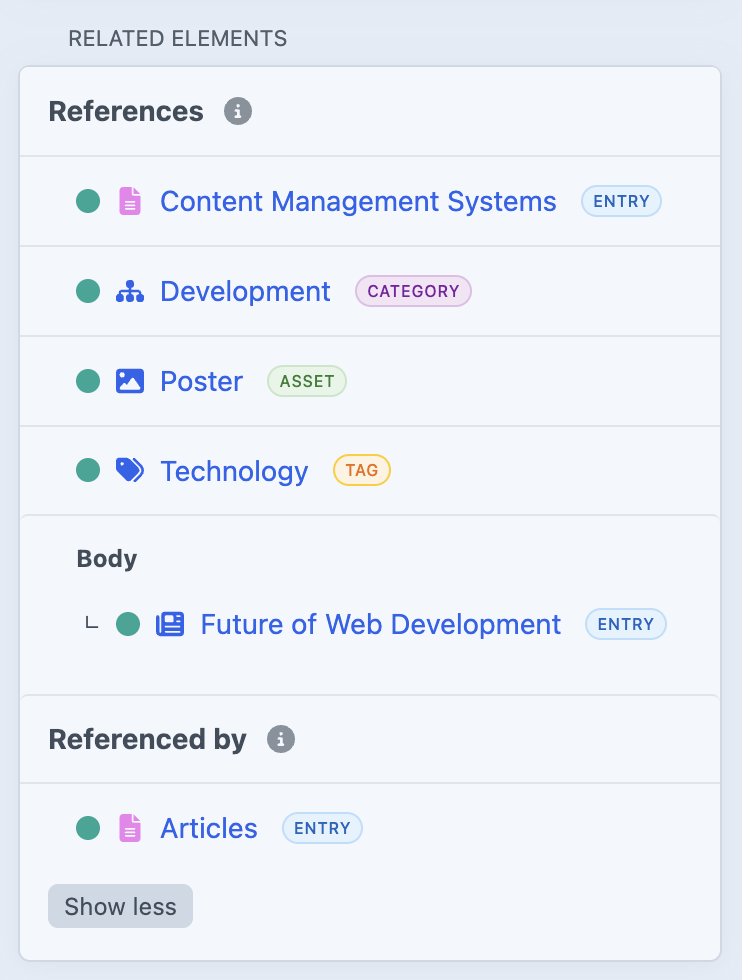 RELATED ELEMENTS
References
Content Management Systems ENTRY
Development CATEGORY
Poster ASSET
Technology TAG
Body
Future of Web Development ENTRY
Referenced by
Articles ENTRY
Show less